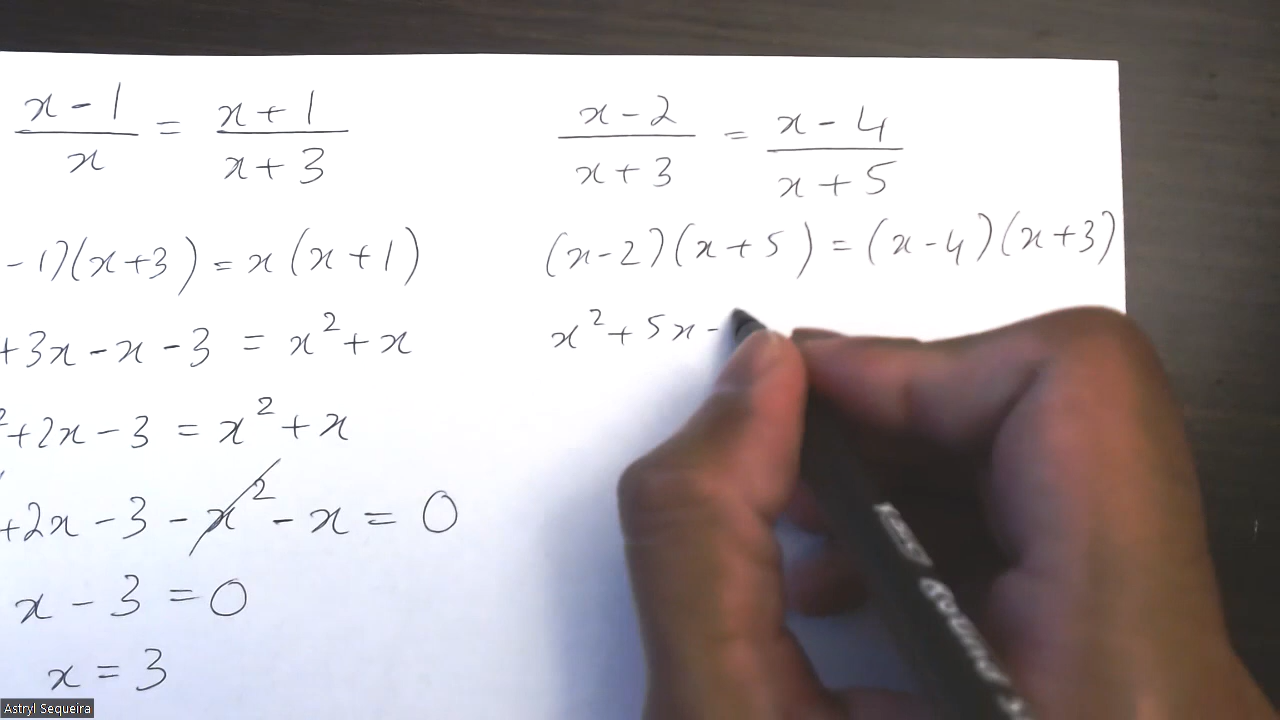 x - 1 / x = x + 1 / x + 3
- 1)(x + 3) = x (x + 1)
+ 3x - x - 3 = x² + x
² + 2x - 3 = x² + x
+ 2x - 3 - x² - x = 0
x - 3 = 0
x = 3
x - 2 / x + 3 = x - 4 / x + 5
(x - 2)(x + 5) = (x - 4)(x + 3)
x² + 5x -
Astryl Sequeira